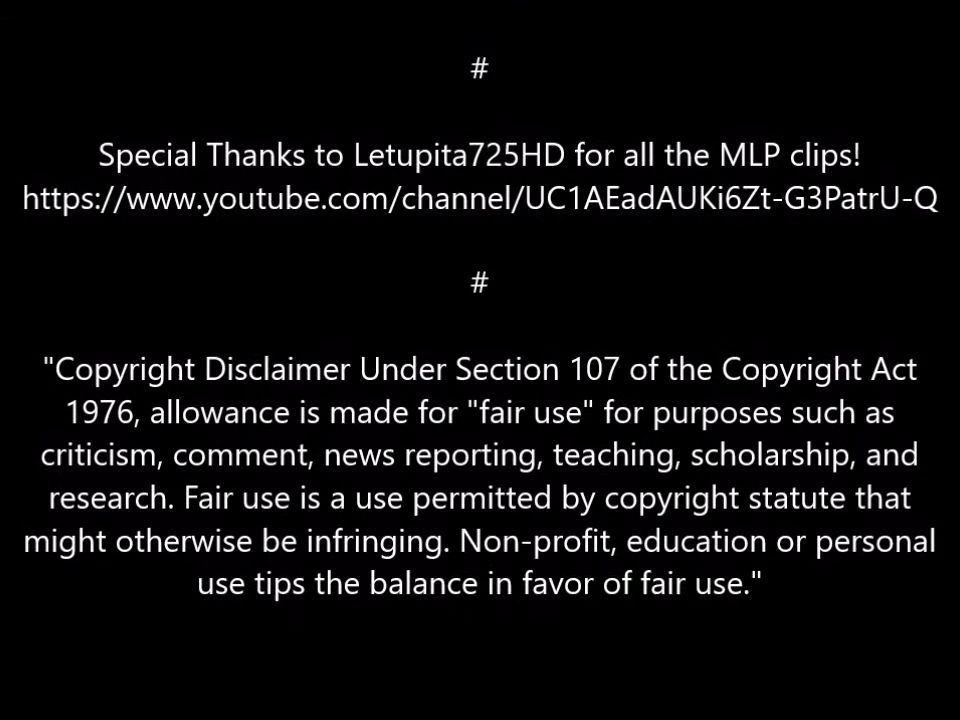 #
Special Thanks to Letupita725HD for all the MLP clips!
https://www.youtube.com/channel/UC1AEadAUKi6Zt-G3PatrU-Q
#
"Copyright Disclaimer Under Section 107 of the Copyright Act
1976, allowance is made for "fair use" for purposes such as
criticism, comment, news reporting, teaching, scholarship, and
research. Fair use is a use permitted by copyright statute that
might otherwise be infringing. Non-profit, education or personal
use tips the balance in favor of fair use."